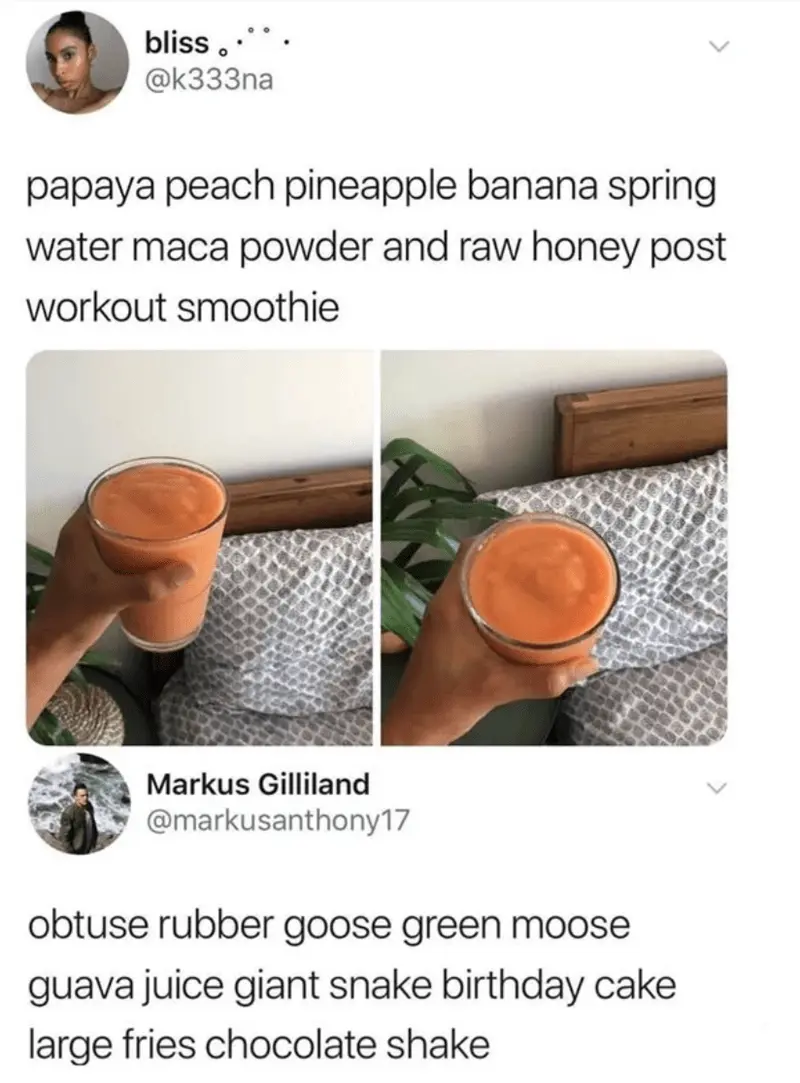 bliss 。.·˚˚ ·
@k333na
papaya peach pineapple banana spring
water maca powder and raw honey post
workout smoothie
Markus Gilliland
@markusanthony17
obtuse rubber goose green moose
guava juice giant snake birthday cake
large fries chocolate shake